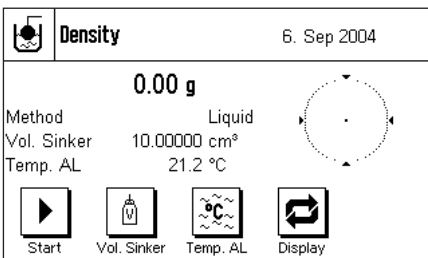 Density 6. Sep 2004
0.00 g
Method Liquid
Vol. Sinker 10.00000 cm³
Temp. AL 21.2 °C
V °C
Start Vol. Sinker Temp. AL Display